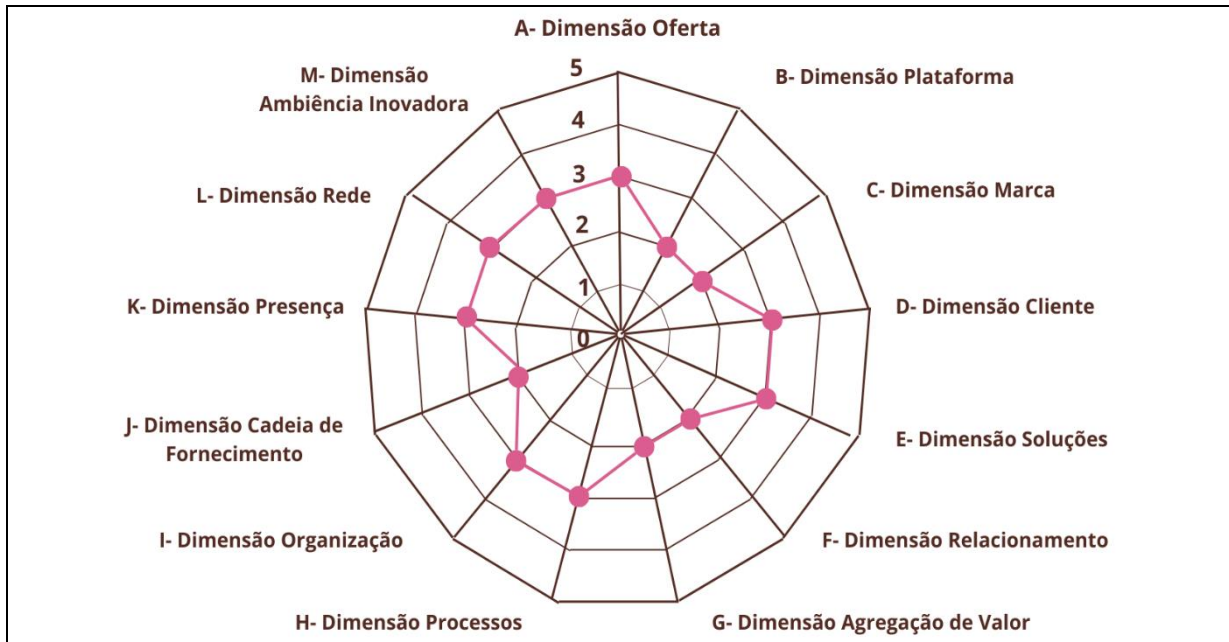 A- Dimensão Oferta
B- Dimensão Plataforma
C- Dimensão Marca
D- Dimensão Cliente
E- Dimensão Soluções
F- Dimensão Relacionamento
G- Dimensão Agregação de Valor
H- Dimensão Processos
I- Dimensão Organização
J- Dimensão Cadeia de
Fornecimento
K- Dimensão Presença
L- Dimensão Rede
M- Dimensão
Ambiência Inovadora
5
4
3
2
1
0